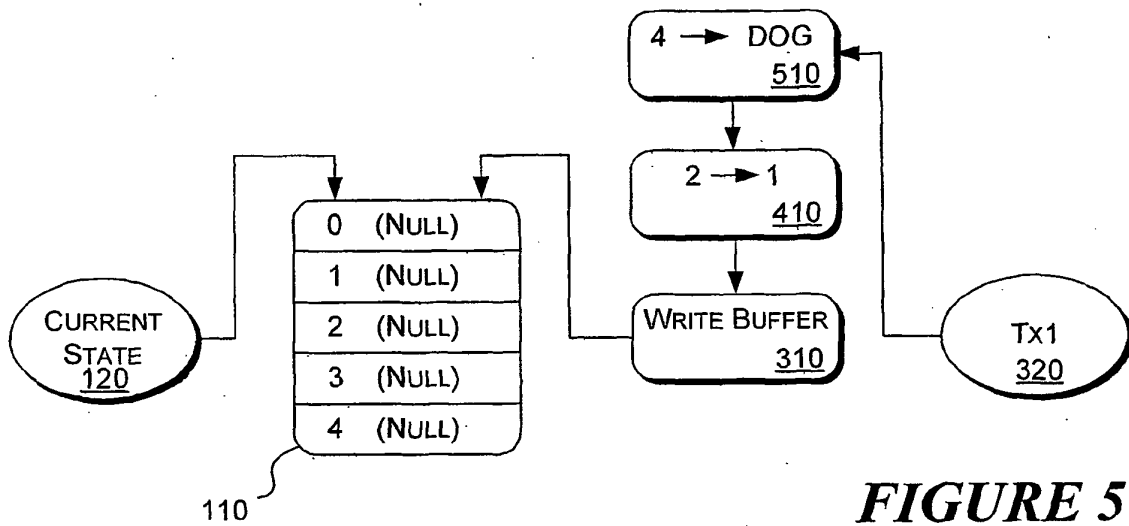 4 → DOG
510
2 → 1
410
0 (NULL)
1 (NULL)
2 (NULL)
3 (NULL)
4 (NULL)
110
CURRENT
STATE
120
WRITE BUFFER
310
TX1
320
FIGURE 5